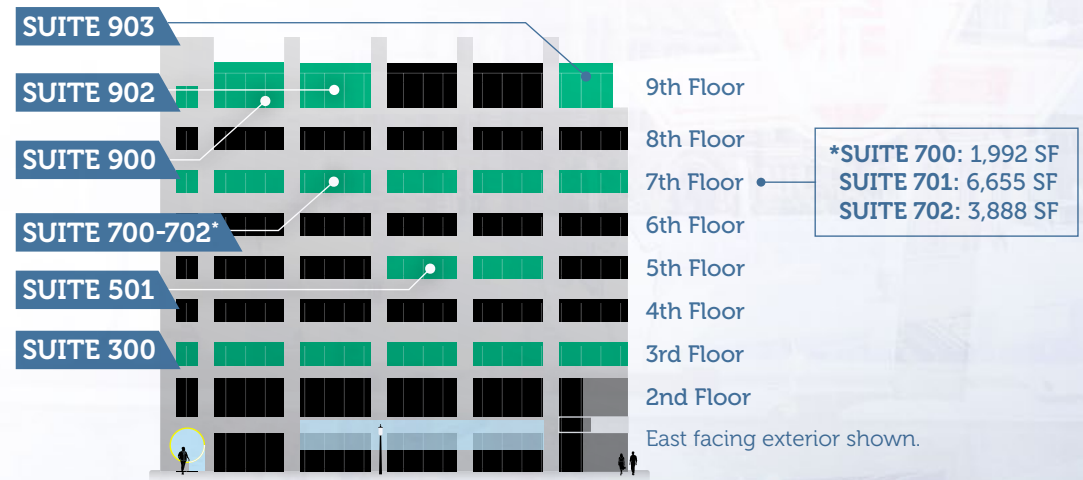 SUITE 903
SUITE 902
SUITE 900
SUITE 700-702*
SUITE 501
SUITE 300
9th Floor
8th Floor
7th Floor
6th Floor
5th Floor
4th Floor
3rd Floor
2nd Floor
East facing exterior shown.
*SUITE 700: 1,992 SF
SUITE 701: 6,655 SF
SUITE 702: 3,888 SF